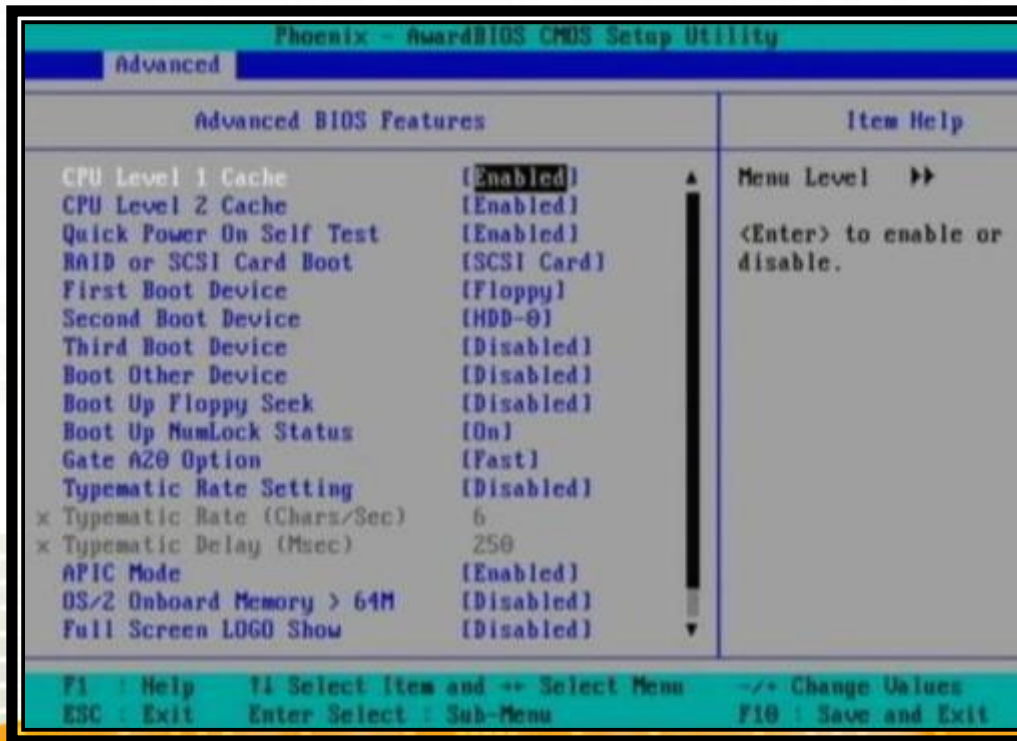 Phoenix - AwardBIOS CMOS Setup Utility
Advanced
Advanced BIOS Features
Item Help
CPU Level 1 Cache [Enabled]
CPU Level 2 Cache [Enabled]
Quick Power On Self Test [Enabled]
RAID or SCSI Card Boot [SCSI Card]
First Boot Device [Floppy]
Second Boot Device [HDD-0]
Third Boot Device [Disabled]
Boot Other Device [Disabled]
Boot Up Floppy Seek [Disabled]
Boot Up NumLock Status [On]
Gate A20 Option [Fast]
Typematic Rate Setting [Disabled]
x Typematic Rate (Chars/Sec) 6
x Typematic Delay (Msec) 250
APIC Mode [Enabled]
OS/2 Onboard Memory > 64M [Disabled]
Full Screen LOGO Show [Disabled]
Menu Level ▶▶
<Enter> to enable or
disable.
F1 : Help ↑↓ Select Item and →← Select Menu -/+ Change Values
ESC : Exit Enter Select : Sub-Menu F10 : Save and Exit